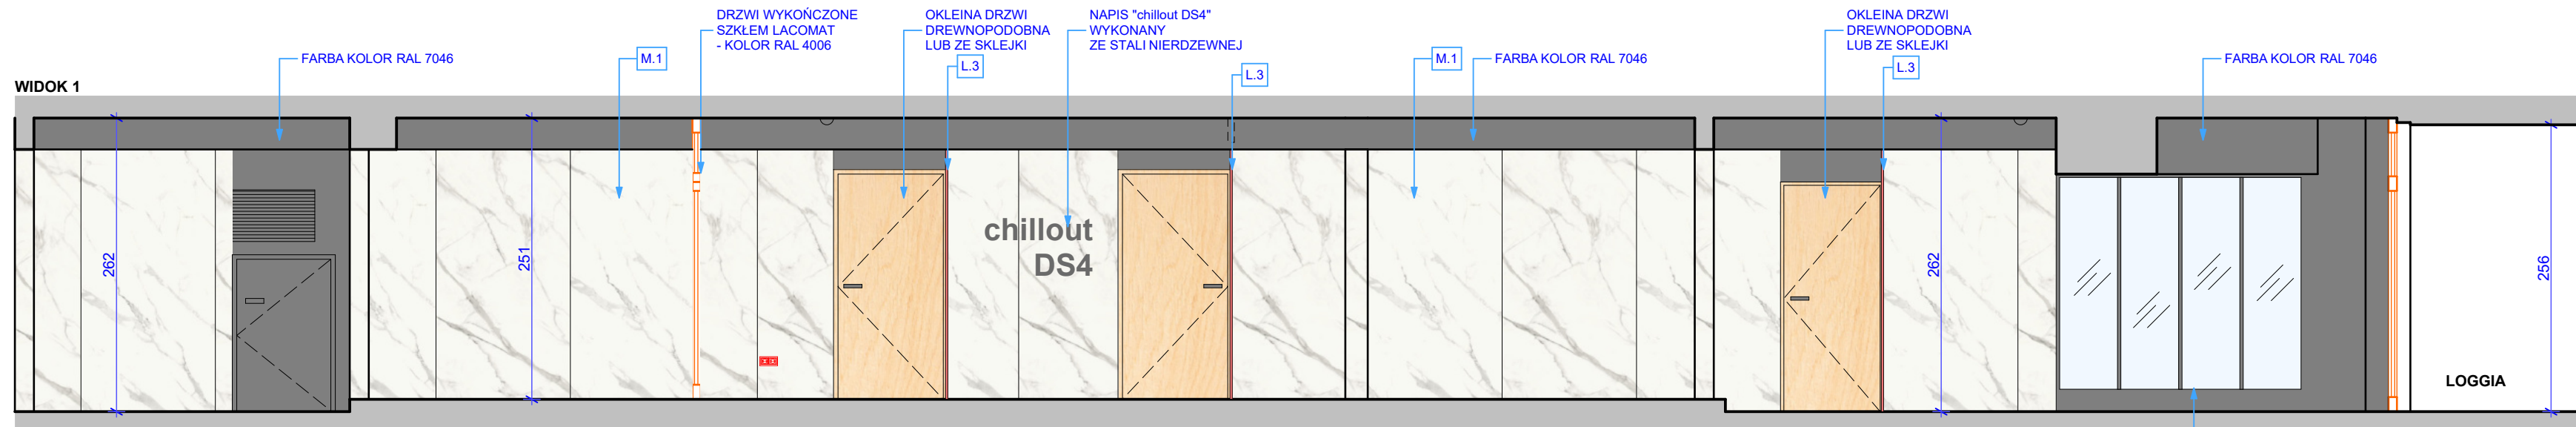 DRZWI WYKOŃCZONE
SZKŁEM LACOMAT
- KOLOR RAL 4006
OKLEINA DRZWI
DREWNOPODOBNA
LUB ZE SKLEJKI
NAPIS "chillout DS4"
WYKONANY
ZE STALI NIERDZEWNEJ
OKLEINA DRZWI
DREWNOPODOBNA
LUB ZE SKLEJKI
FARBA KOLOR RAL 7046
M.1
L.3
L.3
M.1
FARBA KOLOR RAL 7046
L.3
FARBA KOLOR RAL 7046
WIDOK 1
262
251
chillout
DS4
262
256
LOGGIA